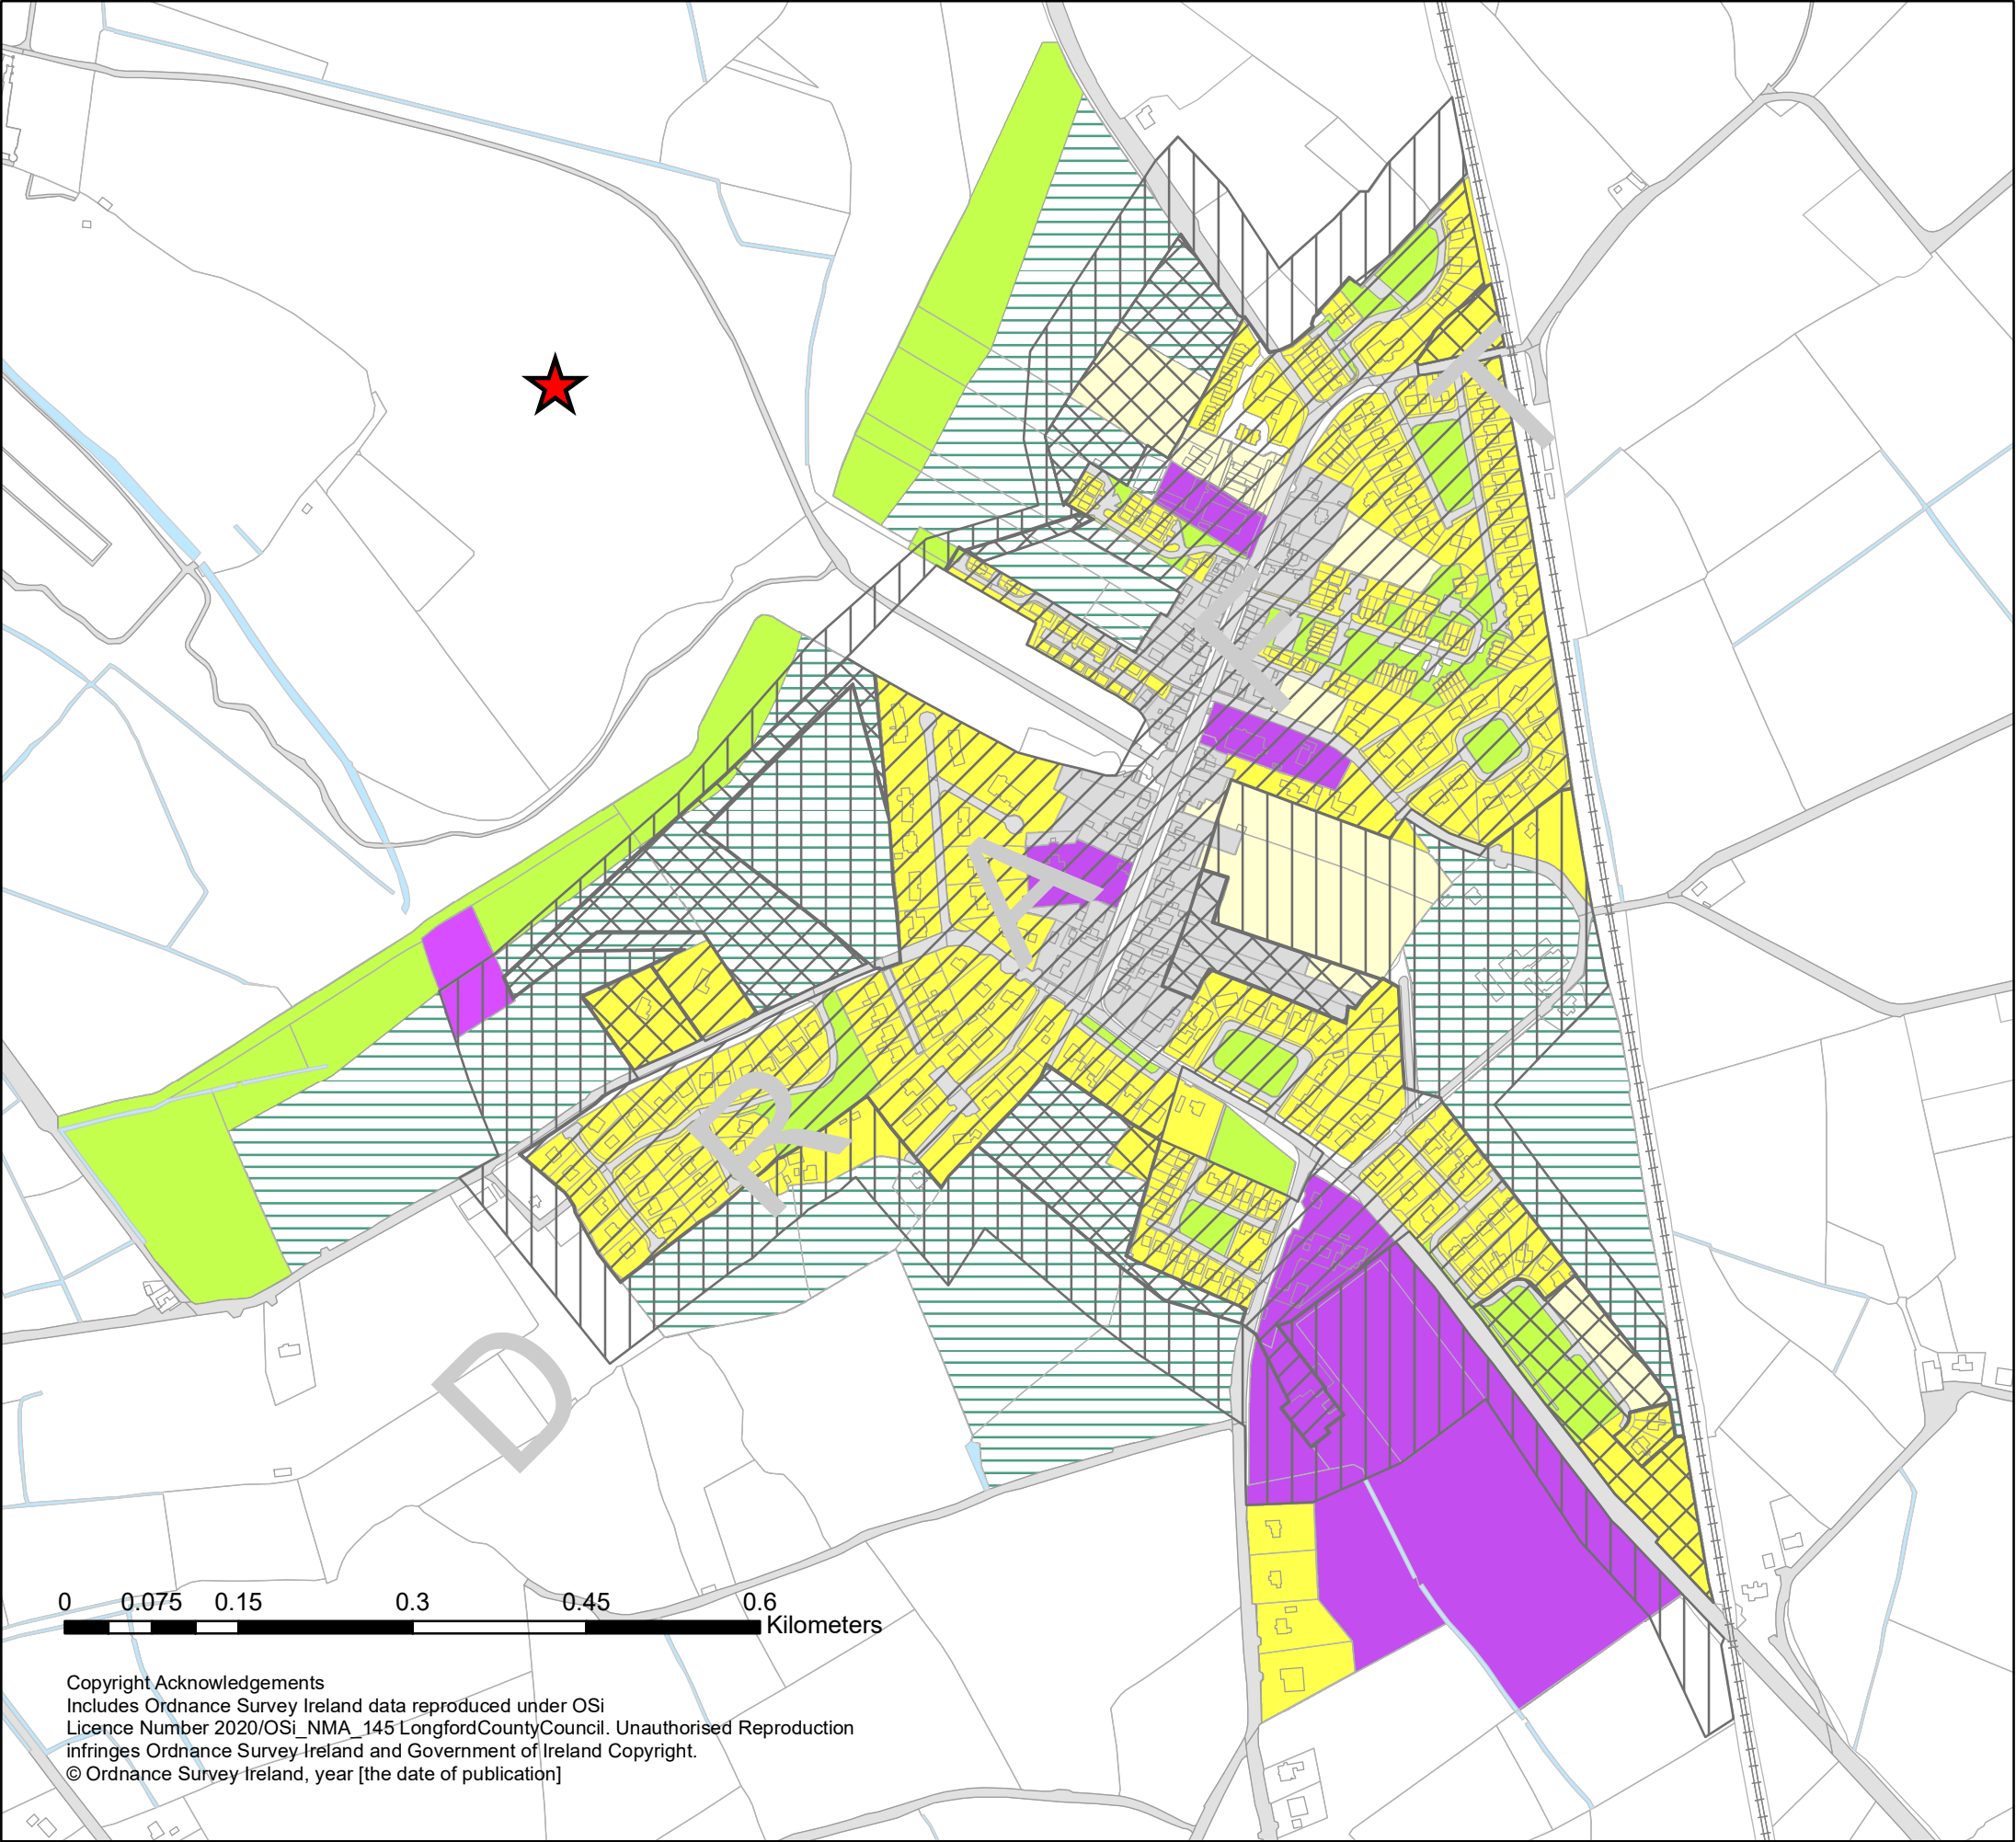 DRAFT
0 0.075 0.15 0.3 0.45 0.6
Kilometers
Copyright Acknowledgements
Includes Ordnance Survey Ireland data reproduced under OSi
Licence Number 2020/OSi_NMA_145 LongfordCountyCouncil. Unauthorised Reproduction
infringes Ordnance Survey Ireland and Government of Ireland Copyright.
© Ordnance Survey Ireland, year [the date of publication]